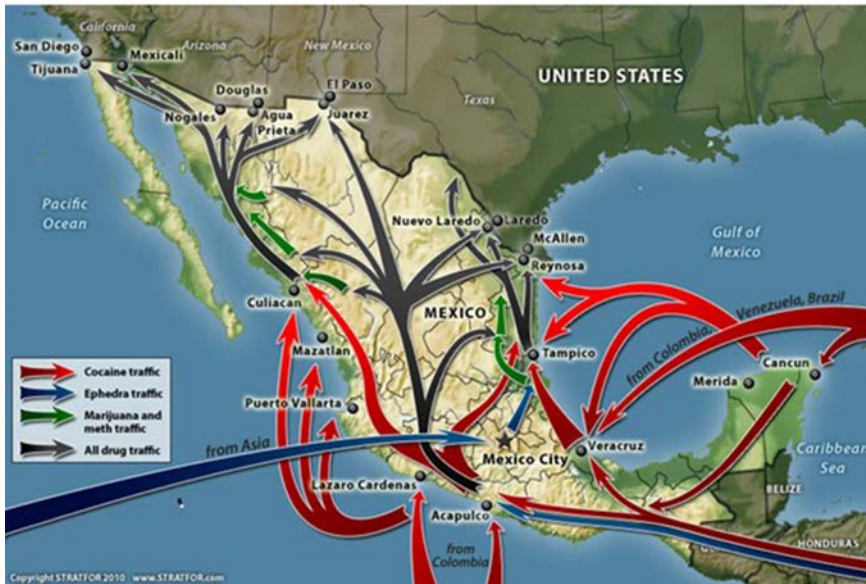 California
San Diego
Mexicali
Arizona
New Mexico
Tijuana
Douglas
El Paso
UNITED STATES
Nogales
Agua
Prieta
Juarez
Texas
Pacific
Ocean
Nuevo Laredo
Laredo
McAllen
Reynosa
Gulf of
Mexico
Culiacan
MEXICO
from Colombia, Venezuela, Brazil
Mazatlan
Tampico
Cancun
Merida
Cocaine traffic
Ephedra traffic
Marijuana and
meth traffic
All drug traffic
Puerto Vallarta
from Asia
Mexico City
Veracruz
Caribbean
Sea
Lazaro Cardenas
Acapulco
BELIZE
from
Colombia
HONDURAS
Copyright STRATFOR 2010 www.STRATFOR.com